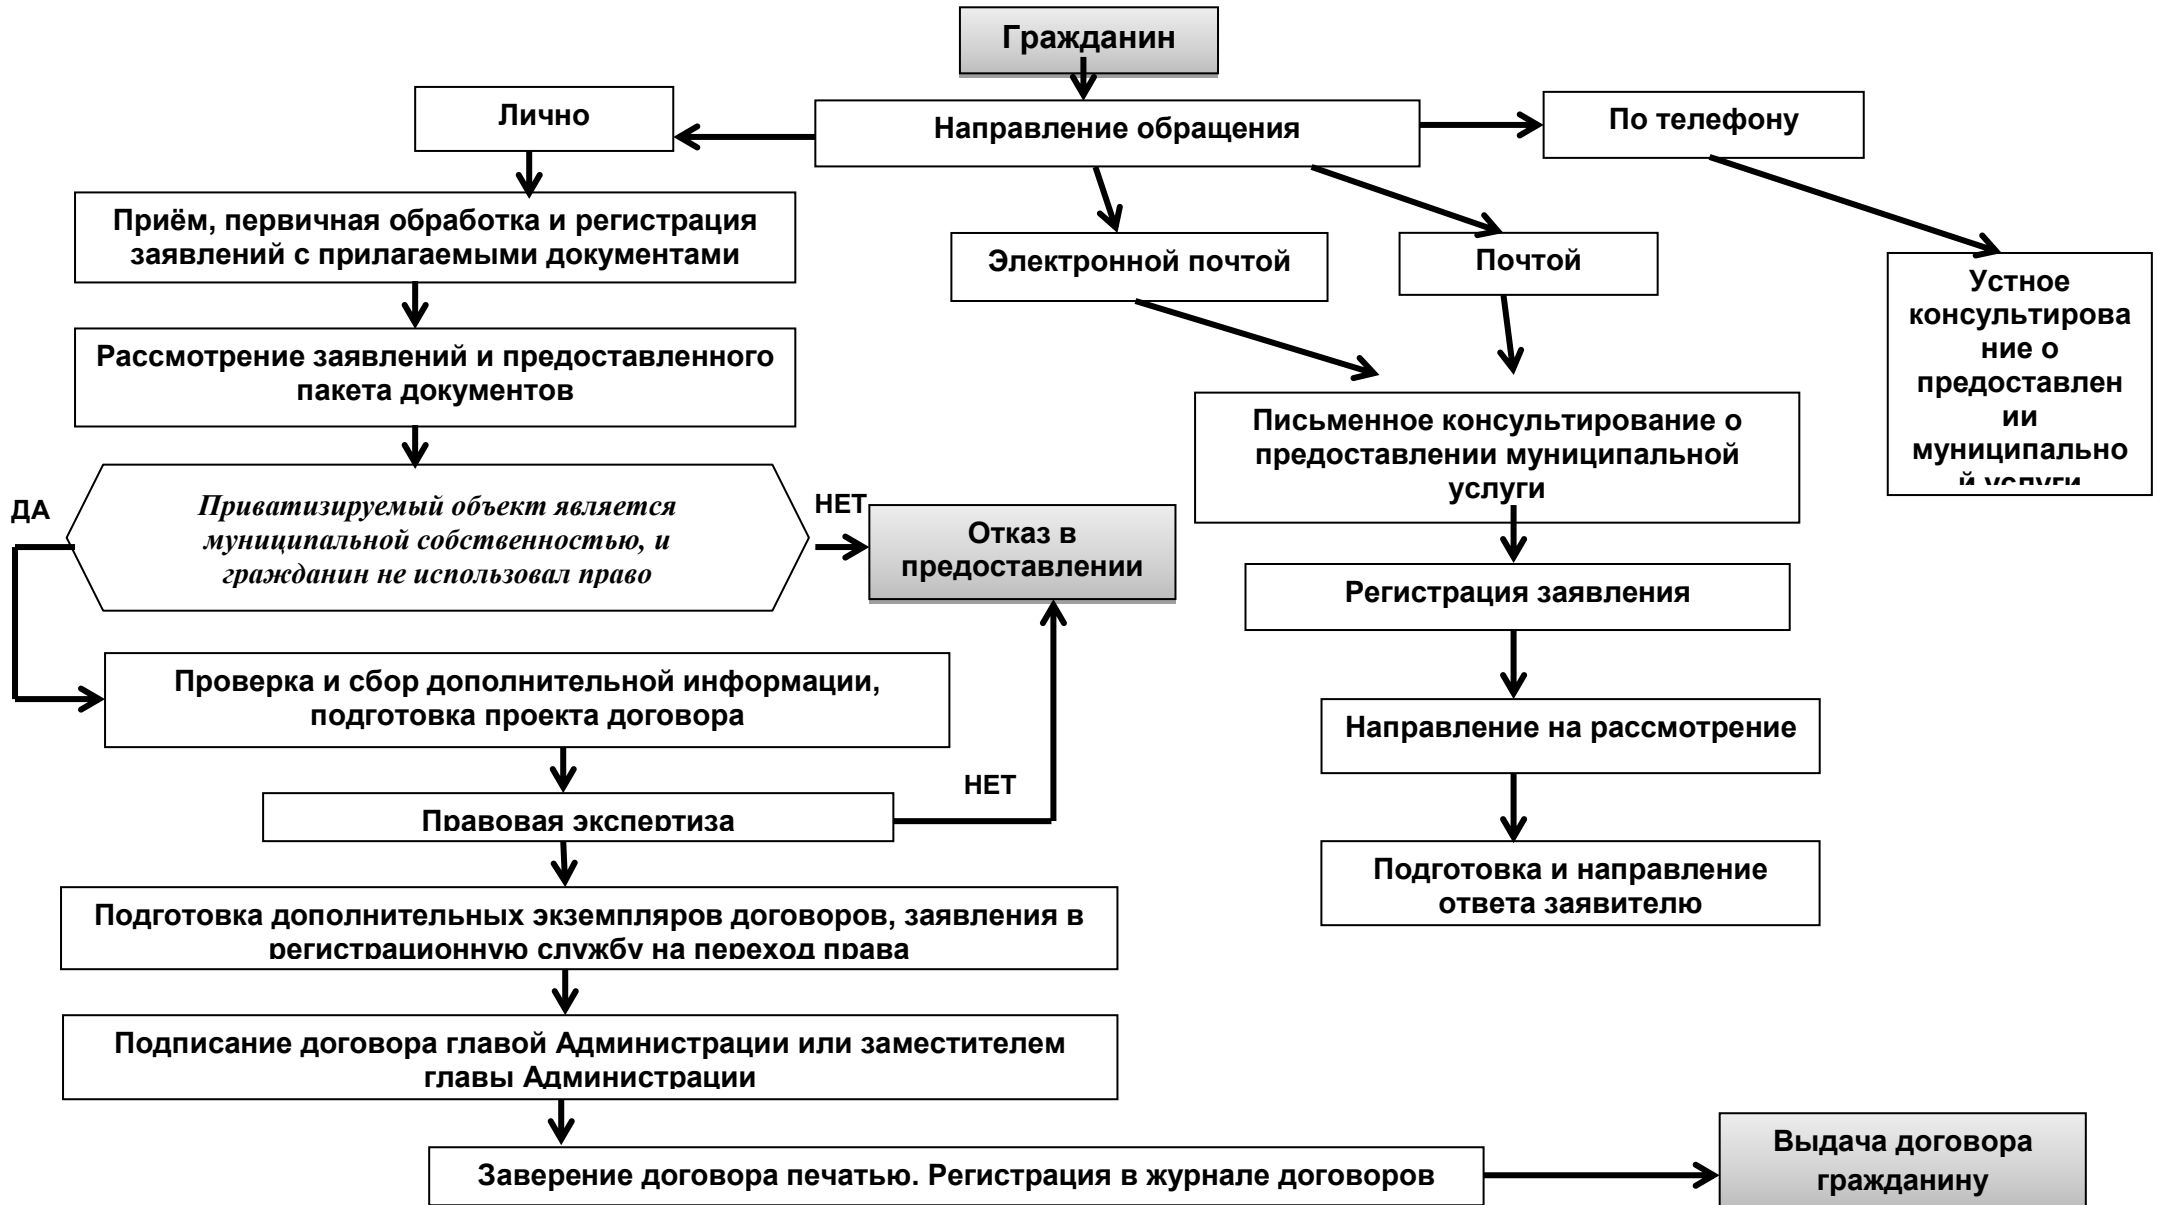 Гражданин
Лично
Направление обращения
По телефону
Приём, первичная обработка и регистрация
заявлений с прилагаемыми документами
Электронной почтой
Почтой
Устное
консультирова
ние о
предоставлен
ии
муниципально
й услуги
Рассмотрение заявлений и предоставленного
пакета документов
Письменное консультирование о
предоставлении муниципальной
услуги
ДА
Приватизируемый объект является
муниципальной собственностью, и
гражданин не использовал право
НЕТ
Отказ в
предоставлении
Регистрация заявления
Проверка и сбор дополнительной информации,
подготовка проекта договора
Направление на рассмотрение
НЕТ
Правовая экспертиза
Подготовка и направление
ответа заявителю
Подготовка дополнительных экземпляров договоров, заявления в
регистрационную службу на переход права
Подписание договора главой Администрации или заместителем
главы Администрации
Заверение договора печатью. Регистрация в журнале договоров
Выдача договора
гражданину